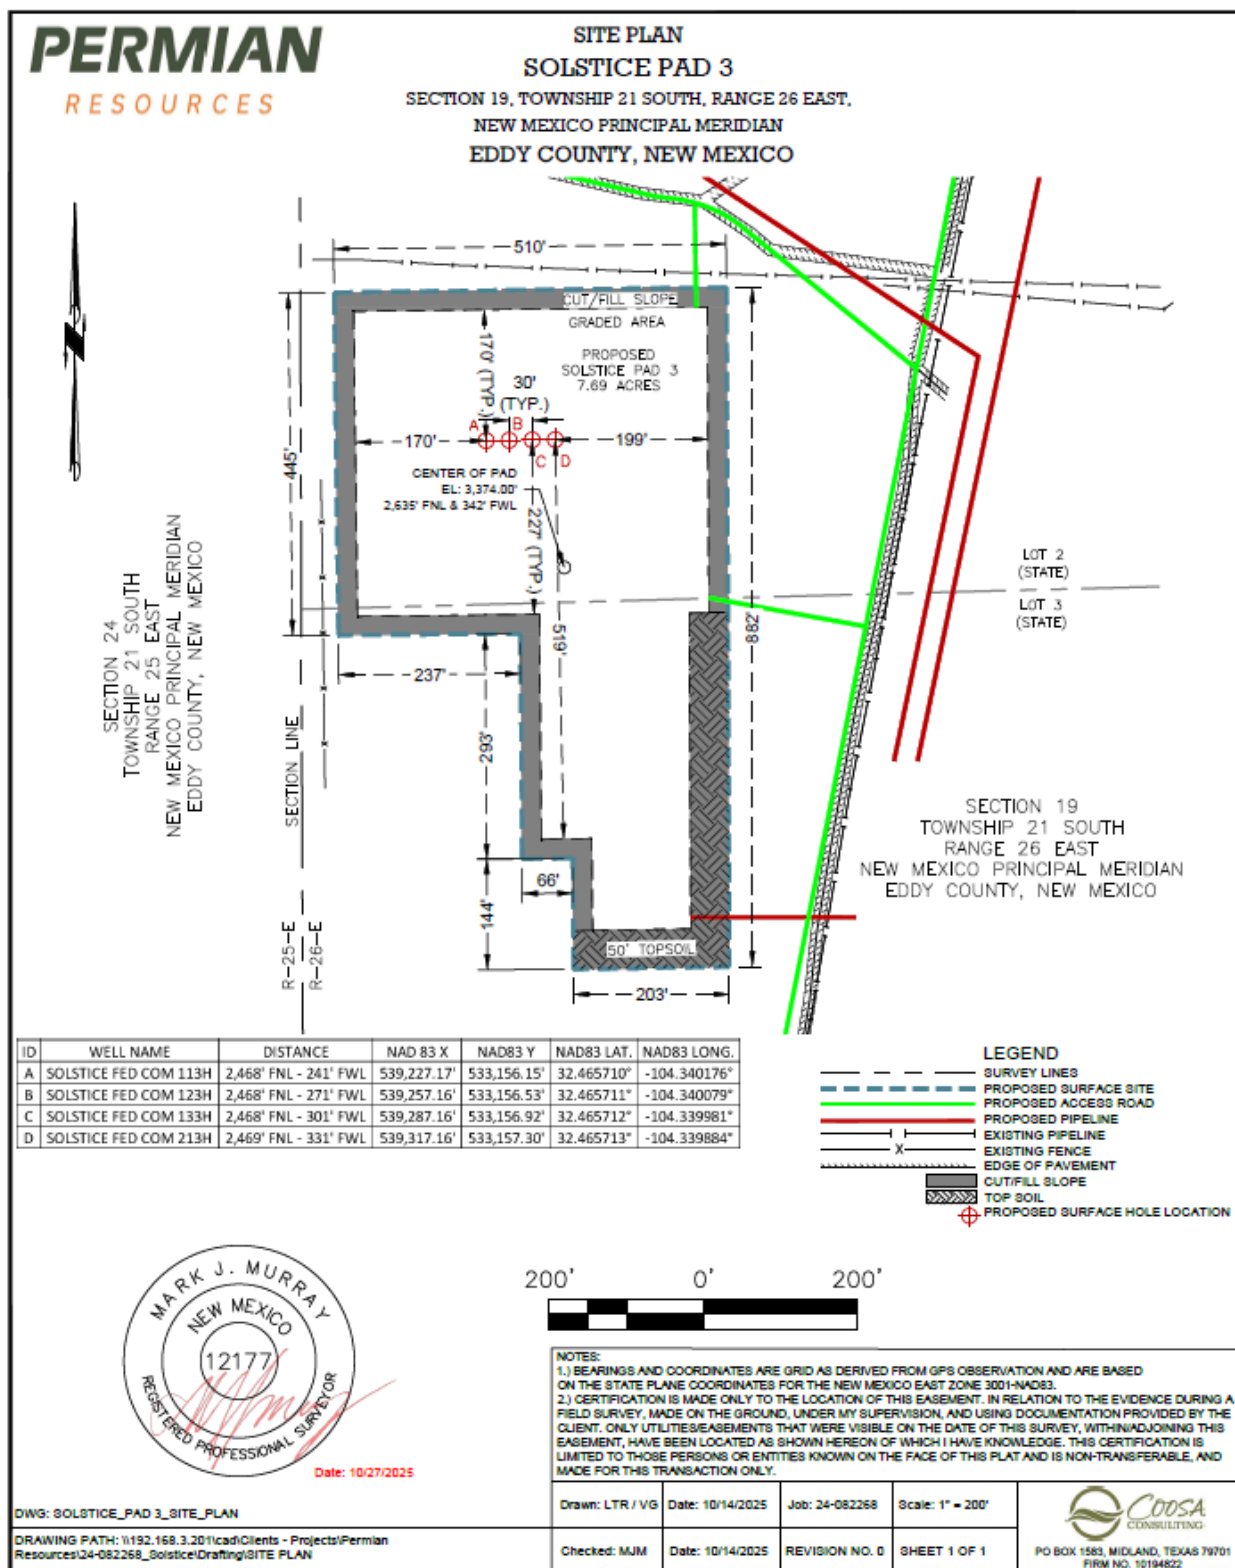 PERMIAN
RESOURCES
SITE PLAN
SOLSTICE PAD 3
SECTION 19, TOWNSHIP 21 SOUTH, RANGE 26 EAST,
NEW MEXICO PRINCIPAL MERIDIAN
EDDY COUNTY, NEW MEXICO
N
510'
CUT/FILL SLOPE
GRADED AREA
PROPOSED
SOLSTICE PAD 3
7.69 ACRES
170' (TYP.)
30'
(TYP.)
A
B
C
D
170'
199'
445'
CENTER OF PAD
EL: 3,374.00'
2,635' FNL & 342' FWL
227' (TYP.)
519'
882'
237'
293'
66'
144'
50' TOPSOIL
203'
LOT 2
(STATE)
LOT 3
(STATE)
SECTION 24
TOWNSHIP 21 SOUTH
RANGE 25 EAST
NEW MEXICO PRINCIPAL MERIDIAN
EDDY COUNTY, NEW MEXICO
SECTION LINE
R-25-E
R-26-E
SECTION 19
TOWNSHIP 21 SOUTH
RANGE 26 EAST
NEW MEXICO PRINCIPAL MERIDIAN
EDDY COUNTY, NEW MEXICO
ID WELL NAME DISTANCE NAD 83 X NAD83 Y NAD83 LAT. NAD83 LONG.
A SOLSTICE FED COM 113H 2,468' FNL - 241' FWL 539,227.17' 533,156.15' 32.465710° -104.340176°
B SOLSTICE FED COM 123H 2,468' FNL - 271' FWL 539,257.16' 533,156.53' 32.465711° -104.340079°
C SOLSTICE FED COM 133H 2,468' FNL - 301' FWL 539,287.16' 533,156.92' 32.465712° -104.339981°
D SOLSTICE FED COM 213H 2,469' FNL - 331' FWL 539,317.16' 533,157.30' 32.465713° -104.339884°
LEGEND
SURVEY LINES
PROPOSED SURFACE SITE
PROPOSED ACCESS ROAD
PROPOSED PIPELINE
EXISTING PIPELINE
X EXISTING FENCE
EDGE OF PAVEMENT
CUT/FILL SLOPE
TOP SOIL
PROPOSED SURFACE HOLE LOCATION
200' 0' 200'
MARK J. MURRAY
NEW MEXICO
12177
REGISTERED PROFESSIONAL SURVEYOR
Date: 10/27/2025
NOTES:
1.) BEARINGS AND COORDINATES ARE GRID AS DERIVED FROM GPS OBSERVATION AND ARE BASED
ON THE STATE PLANE COORDINATES FOR THE NEW MEXICO EAST ZONE 3001-NAD83.
2.) CERTIFICATION IS MADE ONLY TO THE LOCATION OF THIS EASEMENT. IN RELATION TO THE EVIDENCE DURING A
FIELD SURVEY, MADE ON THE GROUND, UNDER MY SUPERVISION, AND USING DOCUMENTATION PROVIDED BY THE
CLIENT. ONLY UTILITIES/EASEMENTS THAT WERE VISIBLE ON THE DATE OF THIS SURVEY, WITHIN/ADJOINING THIS
EASEMENT, HAVE BEEN LOCATED AS SHOWN HEREON OF WHICH I HAVE KNOWLEDGE. THIS CERTIFICATION IS
LIMITED TO THOSE PERSONS OR ENTITIES KNOWN ON THE FACE OF THIS PLAT AND IS NON-TRANSFERABLE, AND
MADE FOR THIS TRANSACTION ONLY.
DWG: SOLSTICE_PAD 3_SITE_PLAN
DRAWING PATH: \\192.168.3.201\cad\Clients - Projects\Permian
Resources\24-082268_Solstice\Drafting\SITE PLAN
Drawn: LTR / VG Date: 10/14/2025 Job: 24-082268 Scale: 1" = 200'
Checked: MJM Date: 10/14/2025 REVISION NO. 0 SHEET 1 OF 1
COOSA
CONSULTING
PO BOX 1583, MIDLAND, TEXAS 79701
FIRM NO. 10194822